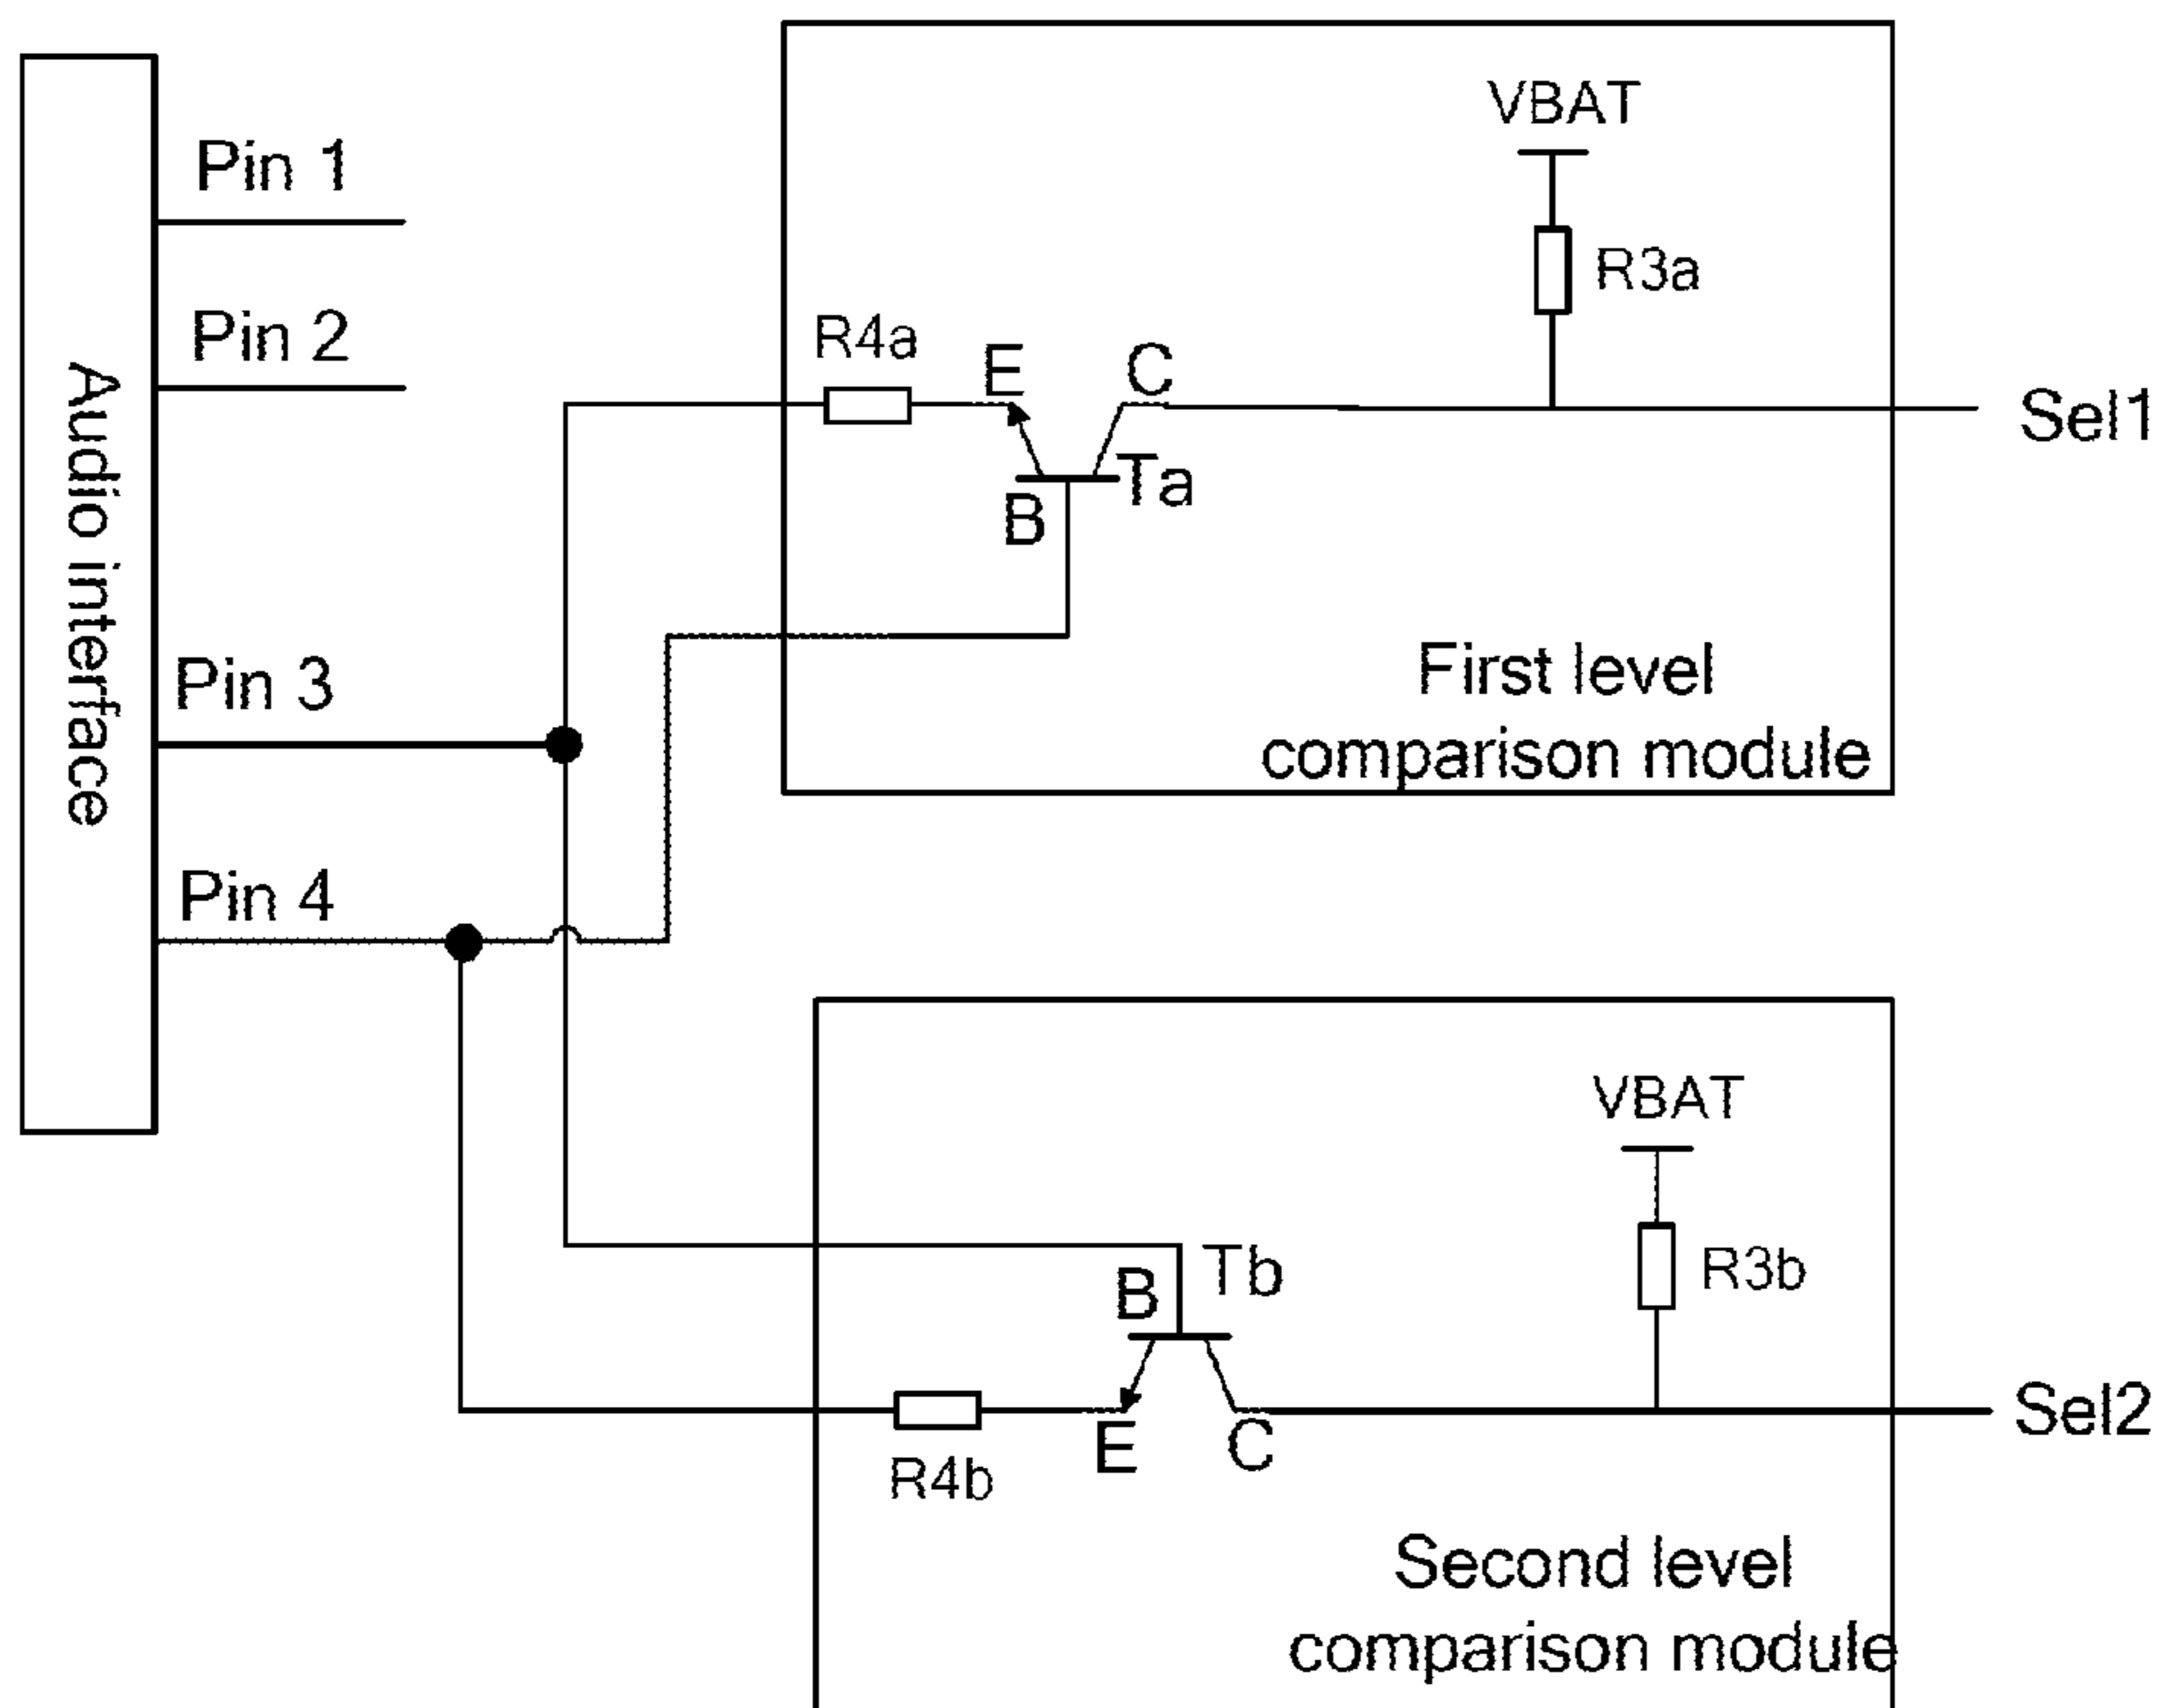 Audio interface
Pin 1
Pin 2
Pin 3
Pin 4
VBAT
R3a
R4a
E
C
Ta
B
Sel1
First level
comparison module
VBAT
R3b
Tb
B
E
C
R4b
Sel2
Second level
comparison module